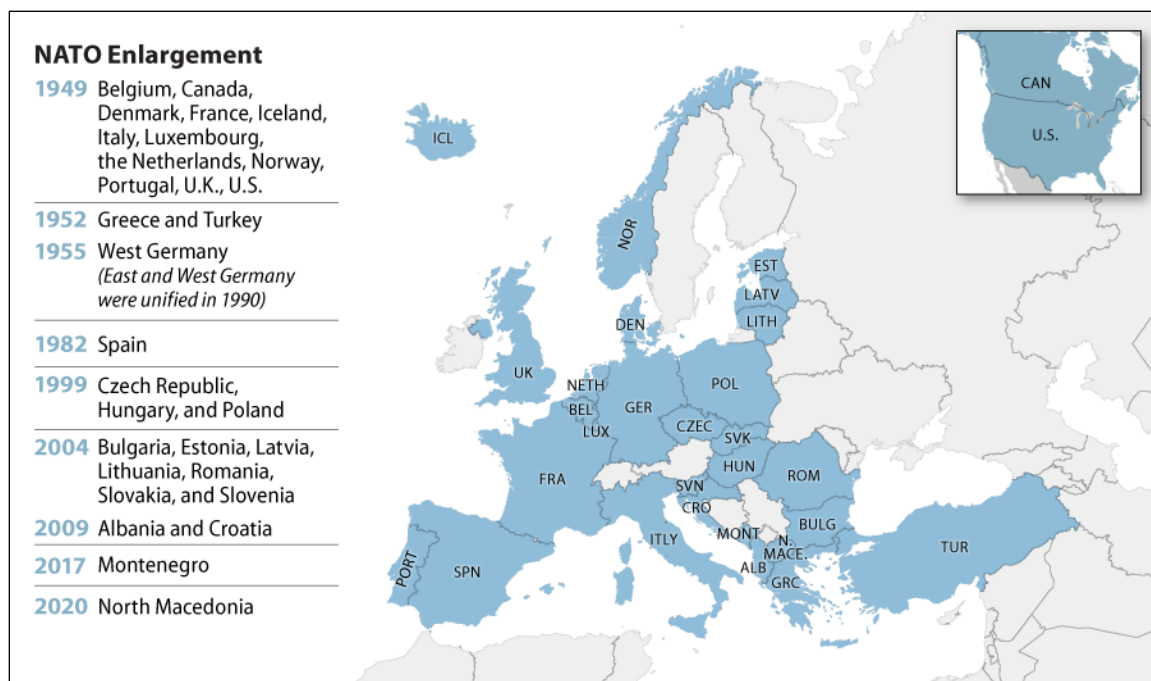 NATO Enlargement
1949 Belgium, Canada,
Denmark, France, Iceland,
Italy, Luxembourg,
the Netherlands, Norway,
Portugal, U.K., U.S.
1952 Greece and Turkey
1955 West Germany
(East and West Germany
were unified in 1990)
1982 Spain
1999 Czech Republic,
Hungary, and Poland
2004 Bulgaria, Estonia, Latvia,
Lithuania, Romania,
Slovakia, and Slovenia
2009 Albania and Croatia
2017 Montenegro
2020 North Macedonia
CAN
U.S.
ICL
NOR
EST
LATV
LITH
DEN
UK
NETH
POL
BEL
GER
LUX
CZEC
SVK
FRA
HUN
ROM
SVN
CRO
BULG
MONT
ITLY
N.
MACE.
TUR
PORT
SPN
ALB
GRC